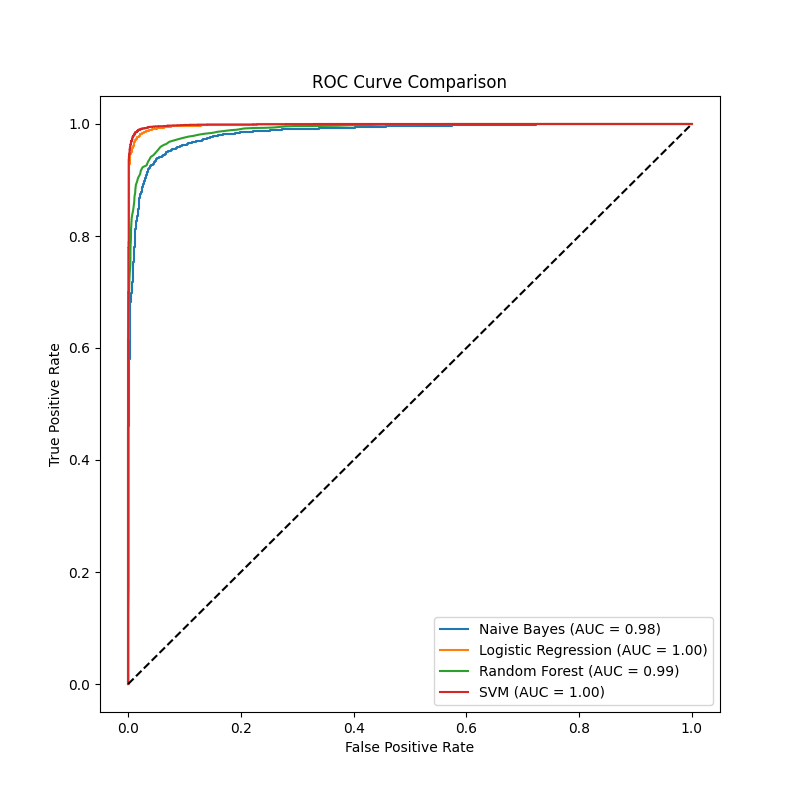 ROC Curve Comparison
1.0
0.8
0.6
0.4
0.2
0.0
True Positive Rate
Naive Bayes (AUC = 0.98)
Logistic Regression (AUC = 1.00)
Random Forest (AUC = 0.99)
SVM (AUC = 1.00)
0.0 0.2 0.4 0.6 0.8 1.0
False Positive Rate